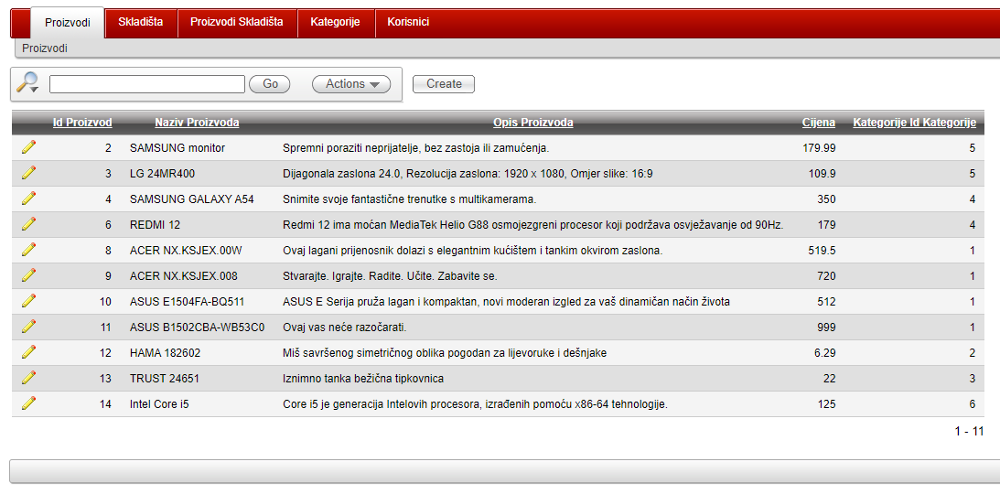 Proizvodi Skladišta Proizvodi Skladišta Kategorije Korisnici
Proizvodi
Go Actions Create
Id Proizvod Naziv Proizvoda Opis Proizvoda Cijena Kategorije Id Kategorije
2 SAMSUNG monitor Spremni poraziti neprijatelje, bez zastoja ili zamućenja. 179.99 5
3 LG 24MR400 Dijagonala zaslona 24.0, Rezolucija zaslona: 1920 x 1080, Omjer slike: 16:9 109.9 5
4 SAMSUNG GALAXY A54 Snimite svoje fantastične trenutke s multikamerama. 350 4
6 REDMI 12 Redmi 12 ima moćan MediaTek Helio G88 osmojezgreni procesor koji podržava osvježavanje od 90Hz. 179 4
8 ACER NX.KSJEX.00W Ovaj lagani prijenosnik dolazi s elegantnim kućištem i tankim okvirom zaslona. 519.5 1
9 ACER NX.KSJEX.008 Stvarajte. Igrajte. Radite. Učite. Zabavite se. 720 1
10 ASUS E1504FA-BQ511 ASUS E Serija pruža lagan i kompaktan, novi moderan izgled za vaš dinamičan način života 512 1
11 ASUS B1502CBA-WB53C0 Ovaj vas neće razočarati. 999 1
12 HAMA 182602 Miš savršenog simetričnog oblika pogodan za lijevoruke i dešnjake 6.29 2
13 TRUST 24651 Iznimno tanka bežična tipkovnica 22 3
14 Intel Core i5 Core i5 je generacija Intelovih procesora, izrađenih pomoću x86-64 tehnologije. 125 6
1 - 11